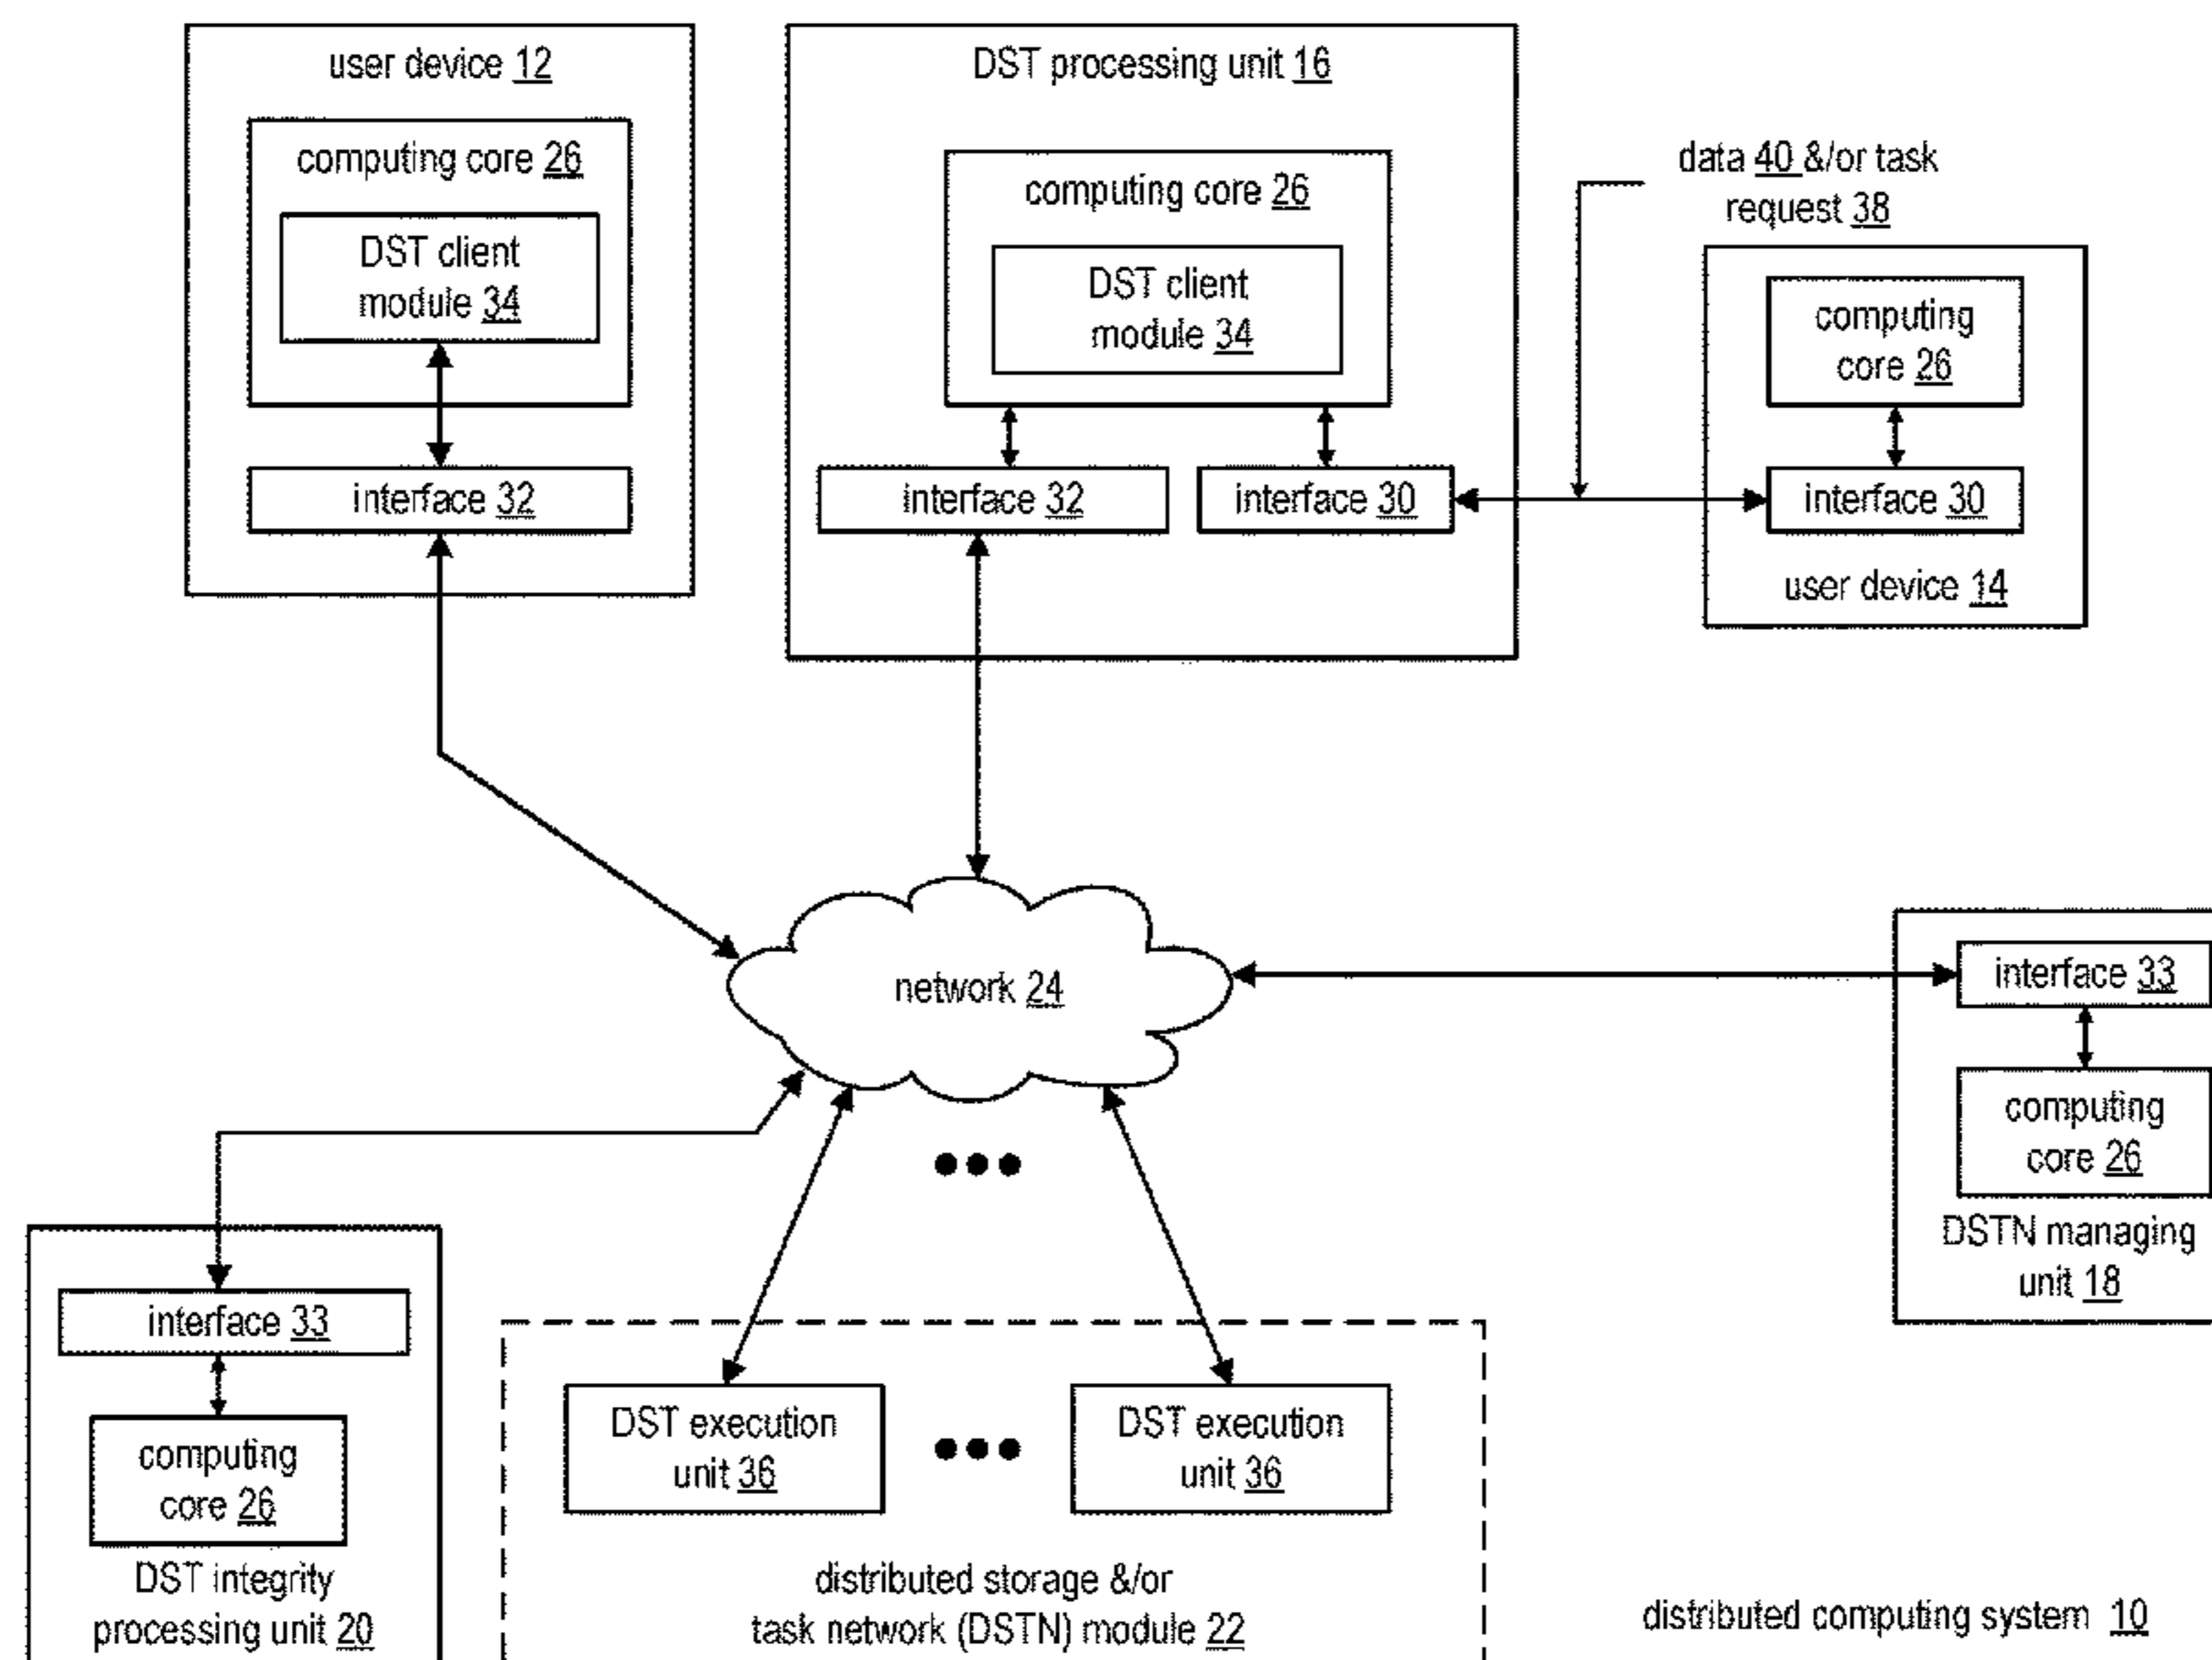 user device 12
computing core 26
DST client
module 34
interface 32
DST processing unit 16
computing core 26
DST client
module 34
interface 32
interface 30
data 40 &/or task
request 38
computing
core 26
interface 30
user device 14
network 24
interface 33
computing
core 26
DSTN managing
unit 18
interface 33
computing
core 26
DST integrity
processing unit 20
DST execution
unit 36
DST execution
unit 36
distributed storage &/or
task network (DSTN) module 22
distributed computing system 10